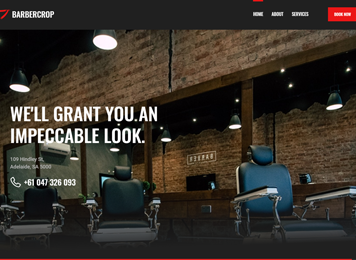 BARBERCROP
HOME ABOUT SERVICES BOOK NOW
WE'LL GRANT YOU.AN
IMPECCABLE LOOK.
109 Hindley St,
Adelaide, SA 5000
+61 047 326 093